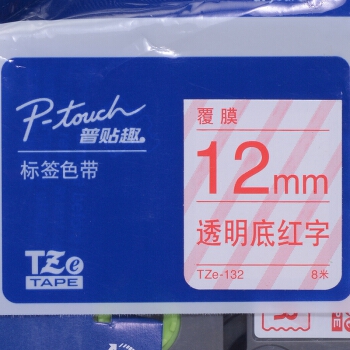 P-touch
普贴趣
标签色带
TZe
TAPE
覆膜
12mm
透明底红字
TZe-132 8米